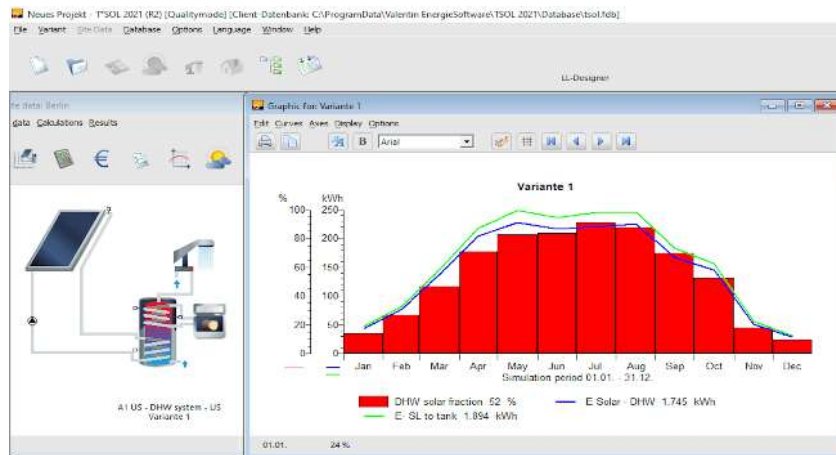 Neues Projekt - T*SOL 2021 (R2) [Qualitymade] [Client-Datenbank: C:\ProgramData\Valentin EnergieSoftware\TSOL 2021\Database\tsol.fdb]
File Variant Site Data Database Options Language Window Help
LL-Designer
te data: Berlin
data Calculations Results
A1 US - DHW system - US
Variante 1
Graphic for: Variante 1
Edit Curves Axes Display Options
B Arial
Variante 1
% kWh
100 250
80 200
60 150
40 100
20 50
0 0
Jan Feb Mar Apr May Jun Jul Aug Sep Oct Nov Dec
Simulation period 01.01. - 31.12.
DHW solar fraction 52 % E Solar - DHW 1.745 kWh
E- SL to tank 1.894 kWh
01.01. 24 %